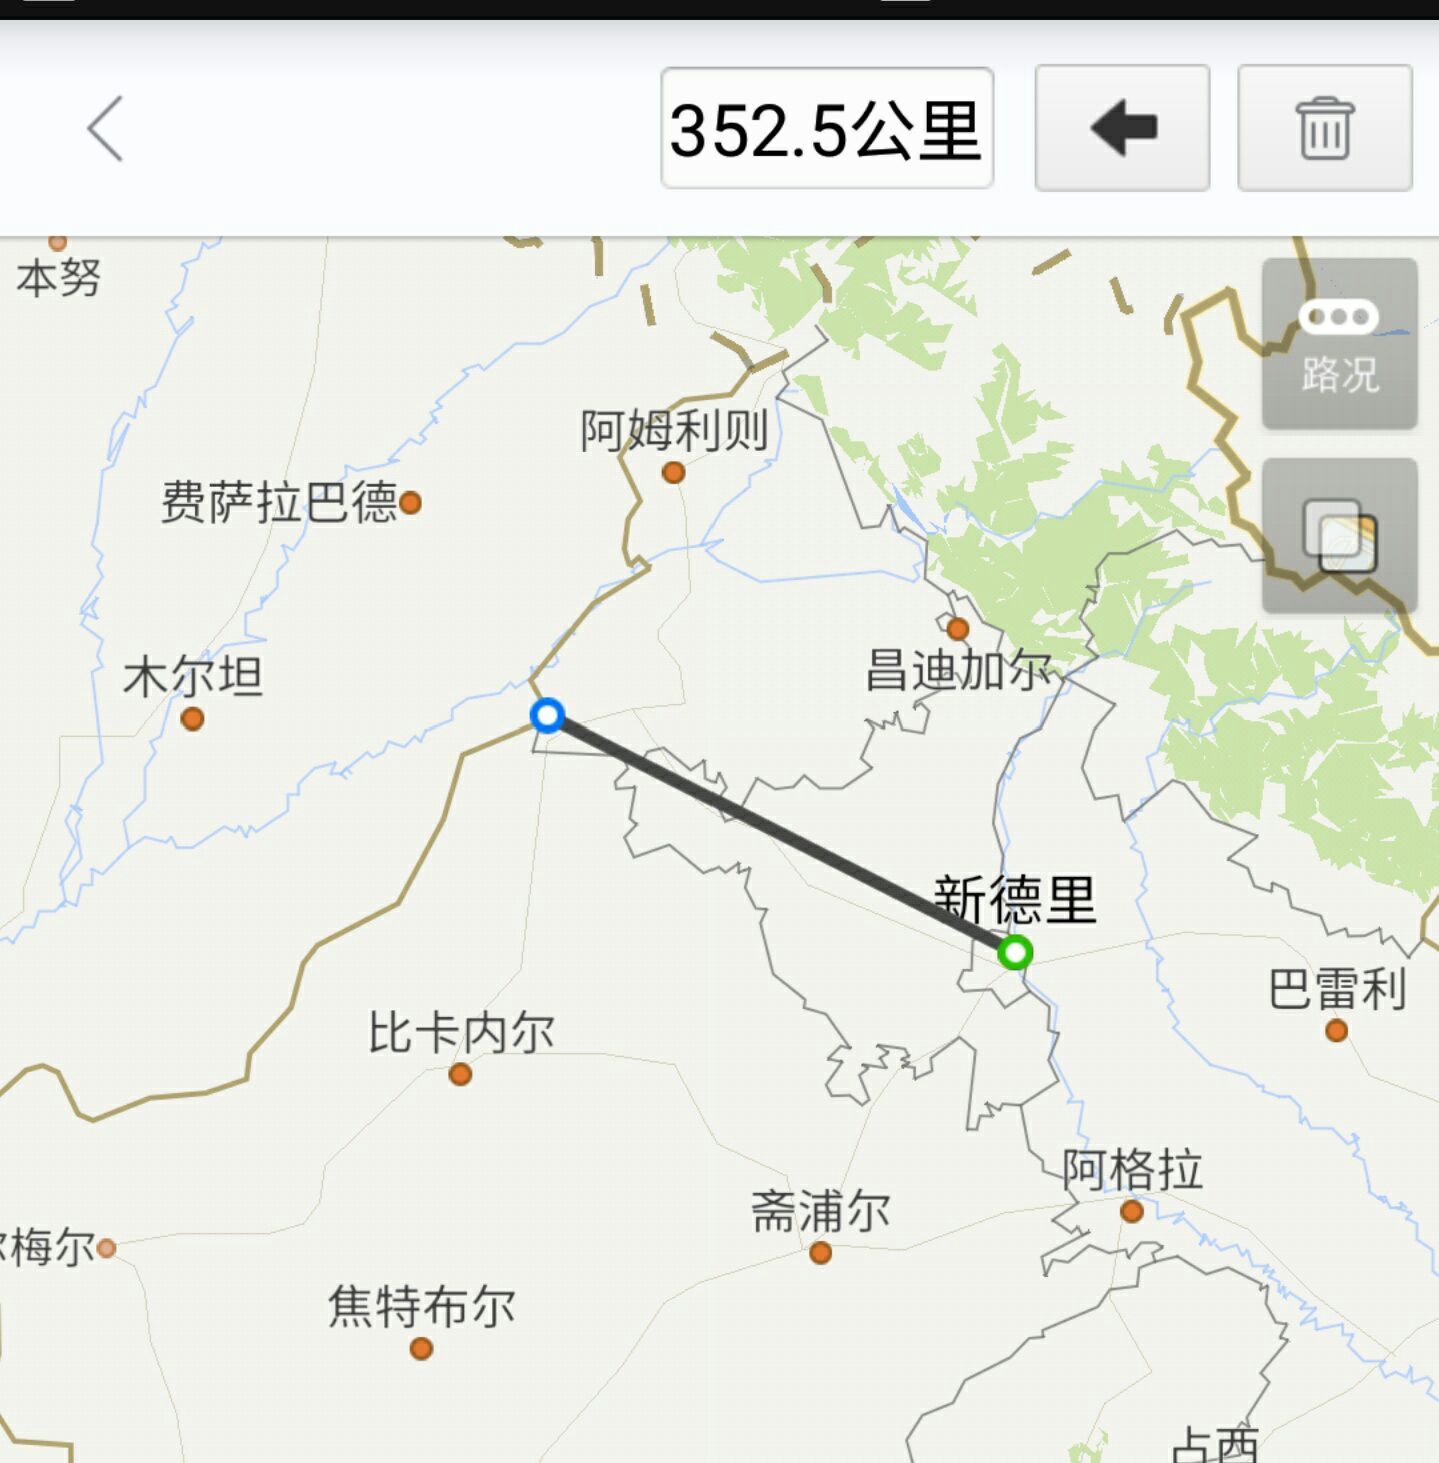 352.5公里
本努
路况
阿姆利则
费萨拉巴德
昌迪加尔
木尔坦
新德里
巴雷利
比卡内尔
阿格拉
斋浦尔
梅尔
焦特布尔
占西